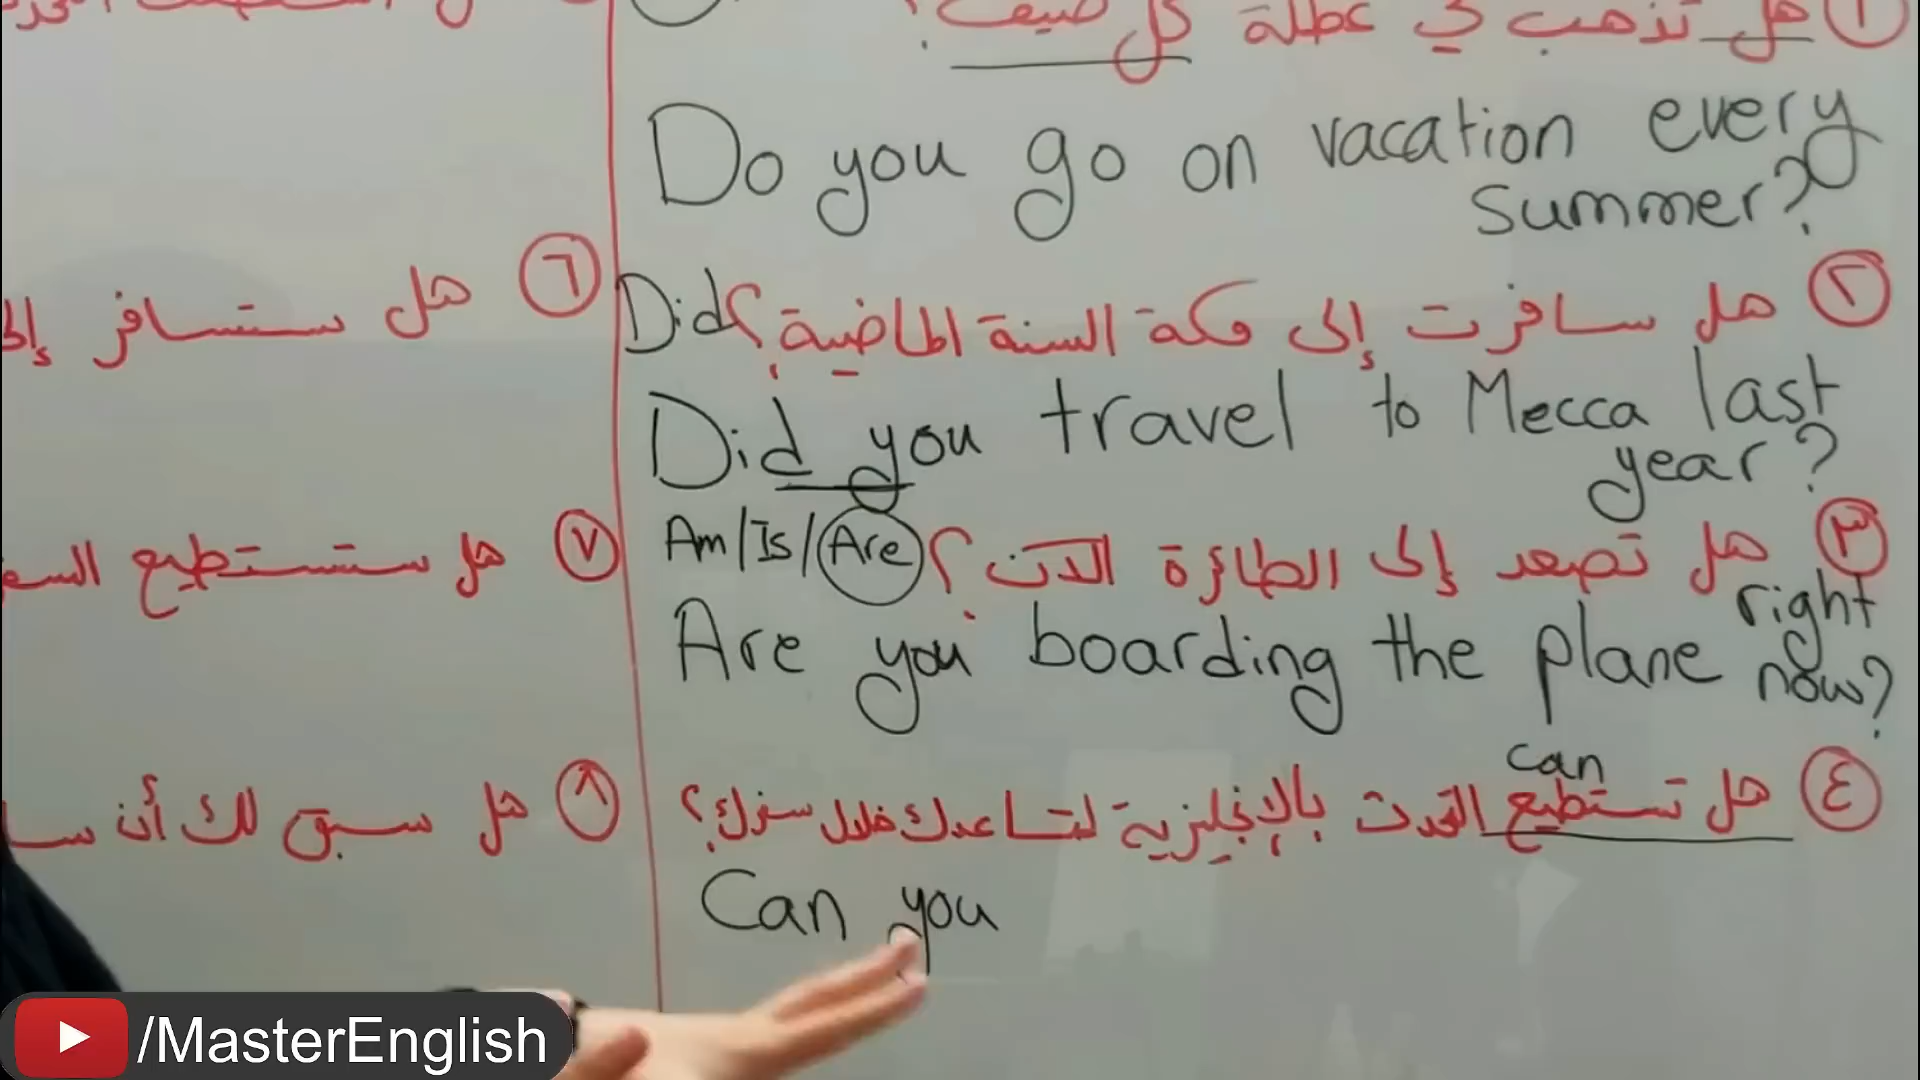 ١ هل تذهب في عطلة كل صيف؟
Do you go on vacation every
summer?
٢ هل سافرت إلى مكة السنة الماضية؟ Did
Did you travel to Mecca last
year?
٣ هل تصعد إلى الطائرة الآن؟ Am/Is/Are
Are you boarding the plane right
now?
can
٤ هل تستطيع التحدث بالإنجليزية لتساعدك خلال سفرك؟
Can you
٦ هل ستسافر إلى
٧ هل ستستطيع
٨ هل سبق لك أن
/MasterEnglish